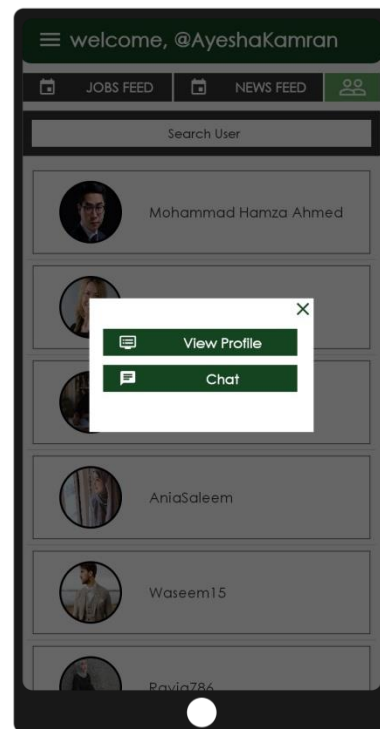 welcome, @AyeshaKamran
JOBS FEED
NEWS FEED
Search User
Mohammad Hamza Ahmed
View Profile
Chat
AniaSaleem
Waseem15